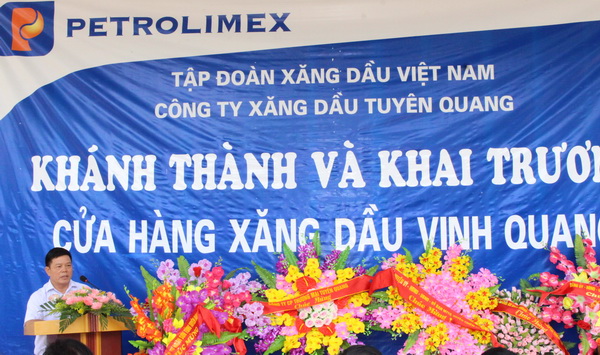 PETROLIMEX
TẬP ĐOÀN XĂNG DẦU VIỆT NAM
CÔNG TY XĂNG DẦU TUYÊN QUANG
KHÁNH THÀNH VÀ KHAI TRƯƠN
CỬA HÀNG XĂNG DẦU VINH QUANG